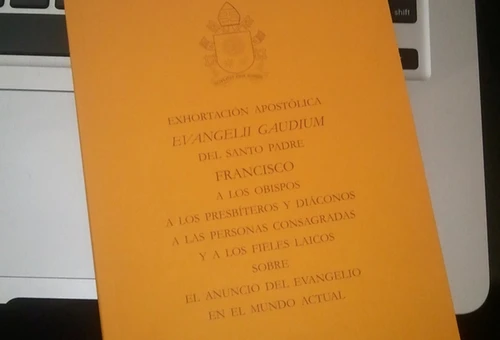 shift
EXHORTACIÓN APOSTÓLICA
EVANGELII GAUDIUM
DEL SANTO PADRE
FRANCISCO
A LOS OBISPOS
A LOS PRESBÍTEROS Y DIÁCONOS
A LAS PERSONAS CONSAGRADAS
Y A LOS FIELES LAICOS
SOBRE
EL ANUNCIO DEL EVANGELIO
EN EL MUNDO ACTUAL